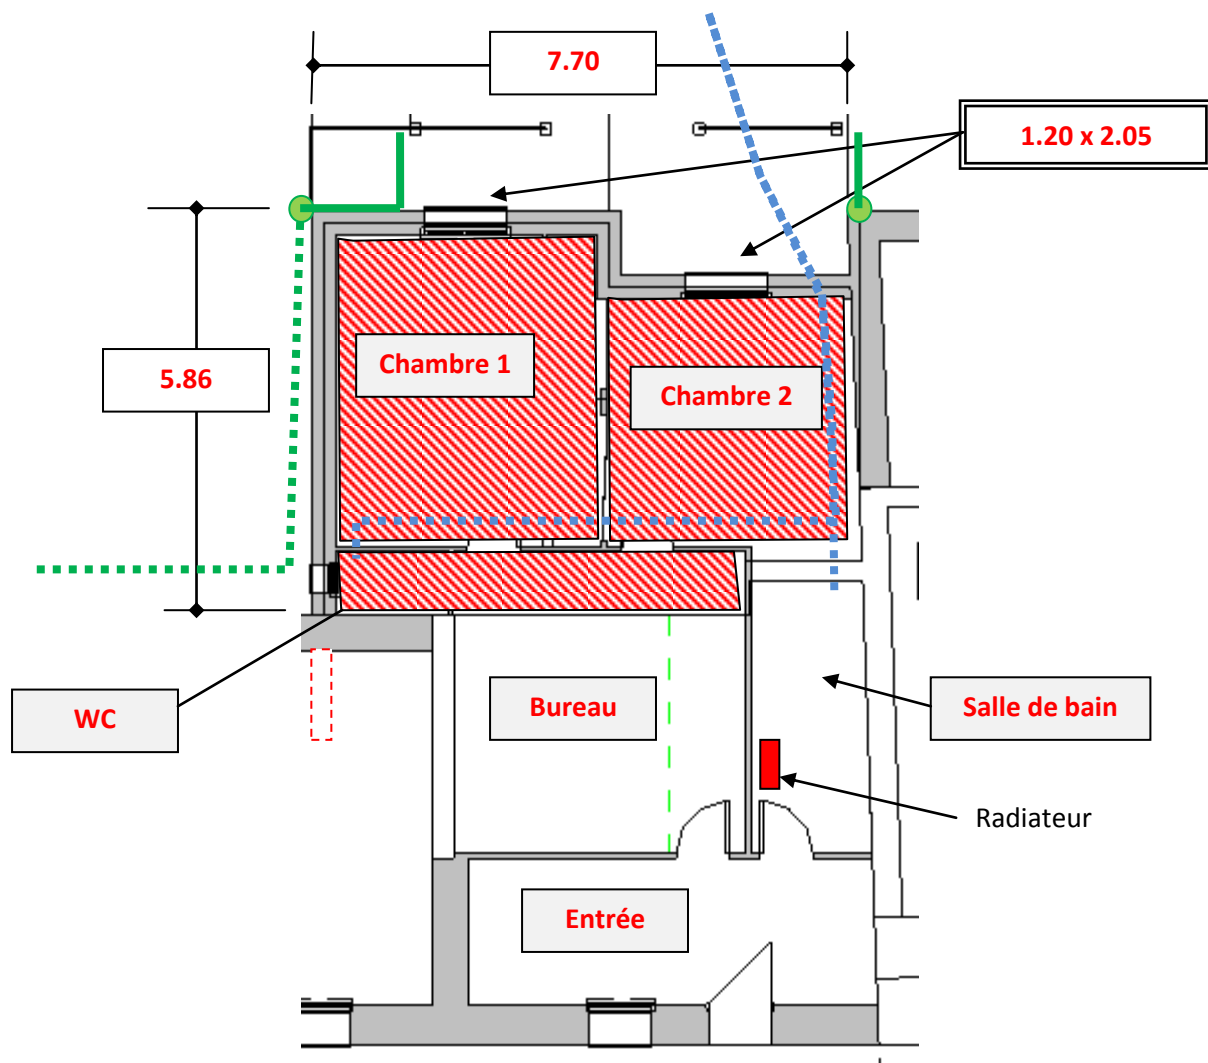 7.70
1.20 x 2.05
Chambre 1
5.86
Chambre 2
WC
Bureau
Salle de bain
Radiateur
Entrée